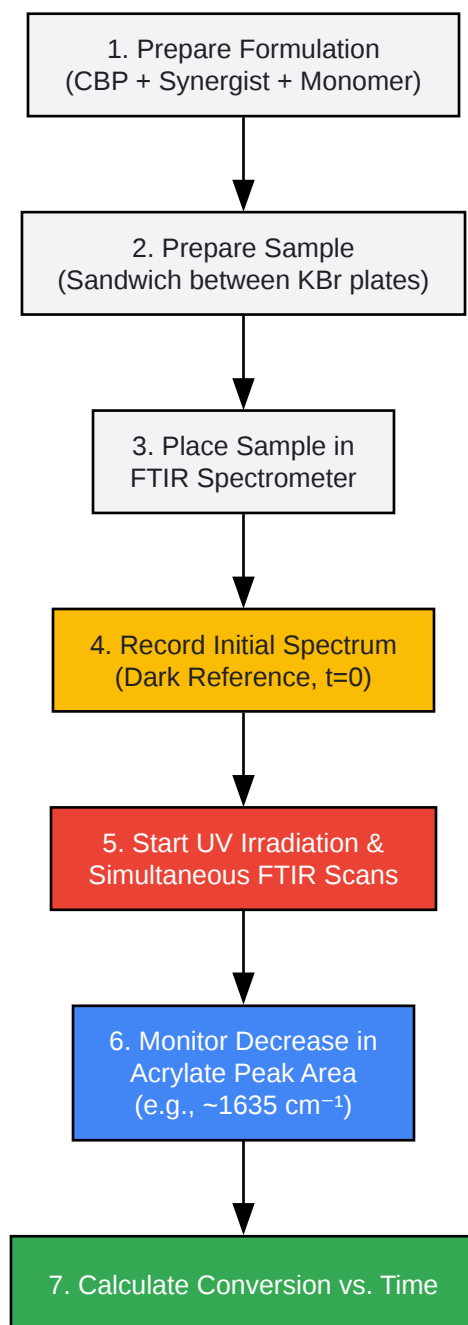 1. Prepare Formulation
(CBP + Synergist + Monomer)
2. Prepare Sample
(Sandwich between KBr plates)
3. Place Sample in
FTIR Spectrometer
4. Record Initial Spectrum
(Dark Reference, t=0)
5. Start UV Irradiation &
Simultaneous FTIR Scans
6. Monitor Decrease in
Acrylate Peak Area
(e.g., ~1635 cm⁻¹)
7. Calculate Conversion vs. Time